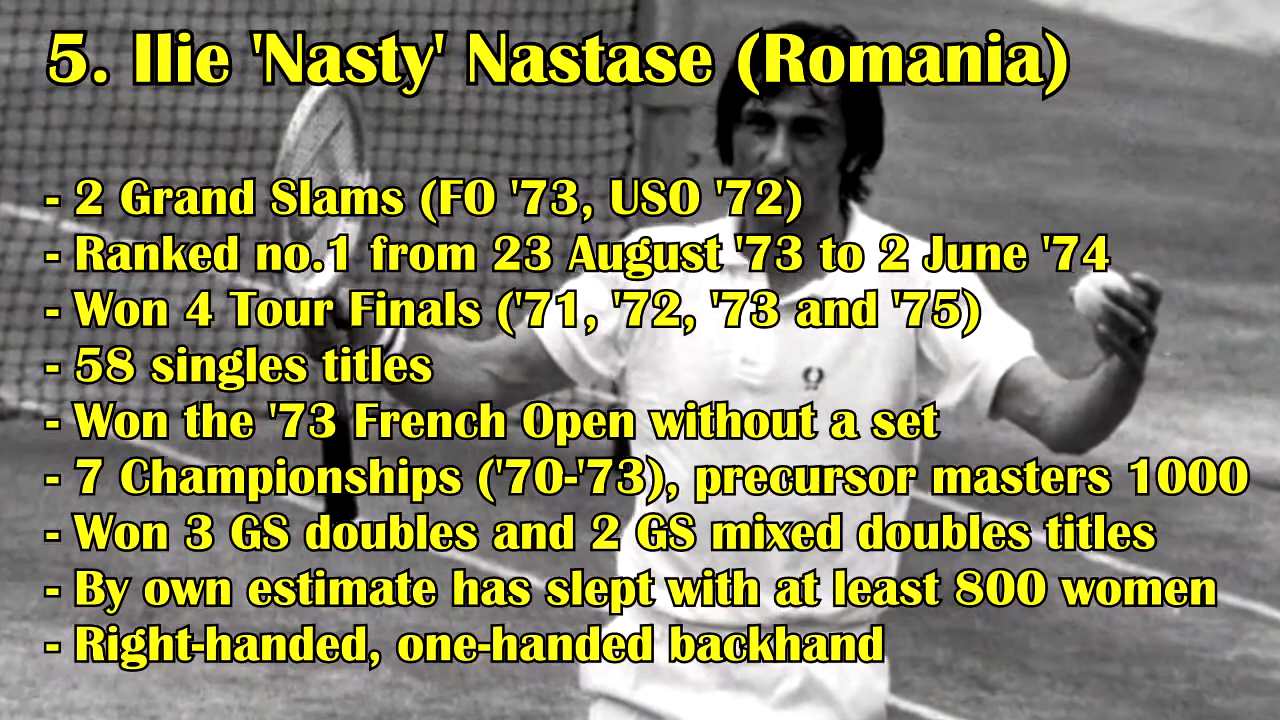 5. Ilie 'Nasty' Nastase (Romania)
- 2 Grand Slams (FO '73, USO '72)
- Ranked no.1 from 23 August '73 to 2 June '74
- Won 4 Tour Finals ('71, '72, '73 and '75)
- 58 singles titles
- Won the '73 French Open without a set
- 7 Championships ('70-'73), precursor masters 1000
- Won 3 GS doubles and 2 GS mixed doubles titles
- By own estimate has slept with at least 800 women
- Right-handed, one-handed backhand